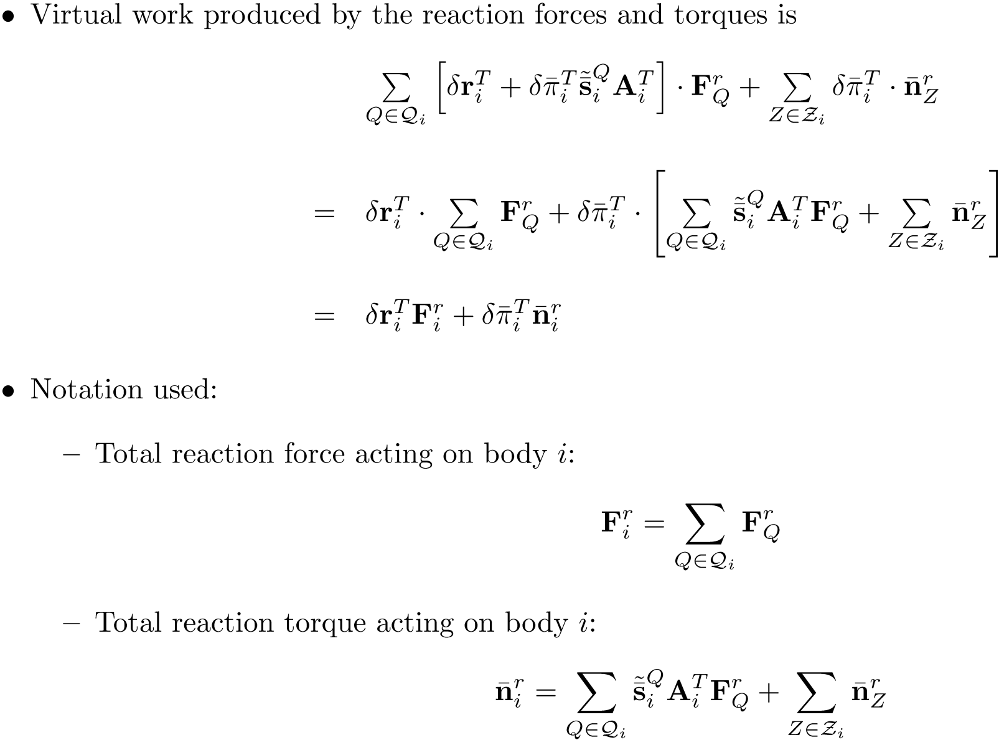 • Virtual work produced by the reaction forces and torques is
$\sum_{Q \in \mathcal{Q}_i} \left[ \delta \mathbf{r}_i^T + \delta \bar{\pi}_i^T \tilde{\bar{\mathbf{s}}}_i^Q \mathbf{A}_i^T \right] \cdot \mathbf{F}_Q^r + \sum_{Z \in \mathcal{Z}_i} \delta \bar{\pi}_i^T \cdot \bar{\mathbf{n}}_Z^r$
$= \delta \mathbf{r}_i^T \cdot \sum_{Q \in \mathcal{Q}_i} \mathbf{F}_Q^r + \delta \bar{\pi}_i^T \cdot \left[ \sum_{Q \in \mathcal{Q}_i} \tilde{\bar{\mathbf{s}}}_i^Q \mathbf{A}_i^T \mathbf{F}_Q^r + \sum_{Z \in \mathcal{Z}_i} \bar{\mathbf{n}}_Z^r \right]$
$= \delta \mathbf{r}_i^T \mathbf{F}_i^r + \delta \bar{\pi}_i^T \bar{\mathbf{n}}_i^r$
• Notation used:
– Total reaction force acting on body $i$:
$\mathbf{F}_i^r = \sum_{Q \in \mathcal{Q}_i} \mathbf{F}_Q^r$
– Total reaction torque acting on body $i$:
$\bar{\mathbf{n}}_i^r = \sum_{Q \in \mathcal{Q}_i} \tilde{\bar{\mathbf{s}}}_i^Q \mathbf{A}_i^T \mathbf{F}_Q^r + \sum_{Z \in \mathcal{Z}_i} \bar{\mathbf{n}}_Z^r$